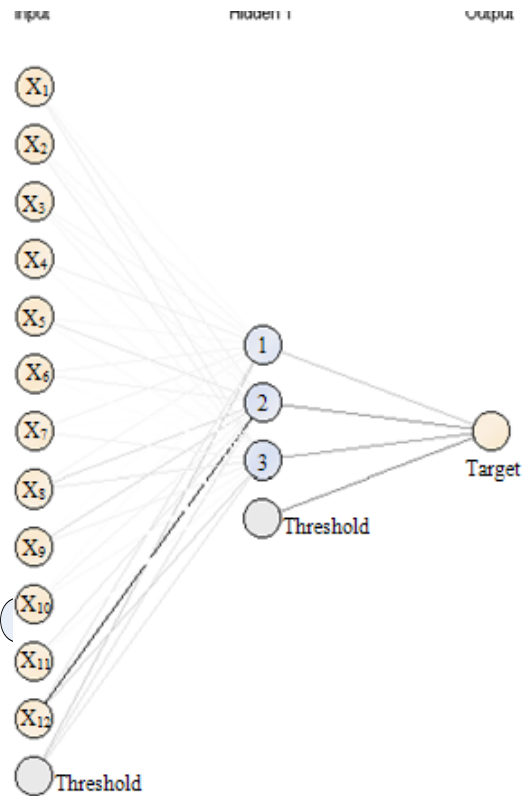 Input Hidden 1 Output
X1
X2
X3
X4
X5
X6
X7
X8
X9
X10
X11
X12
Threshold
1
2
3
Threshold
Target